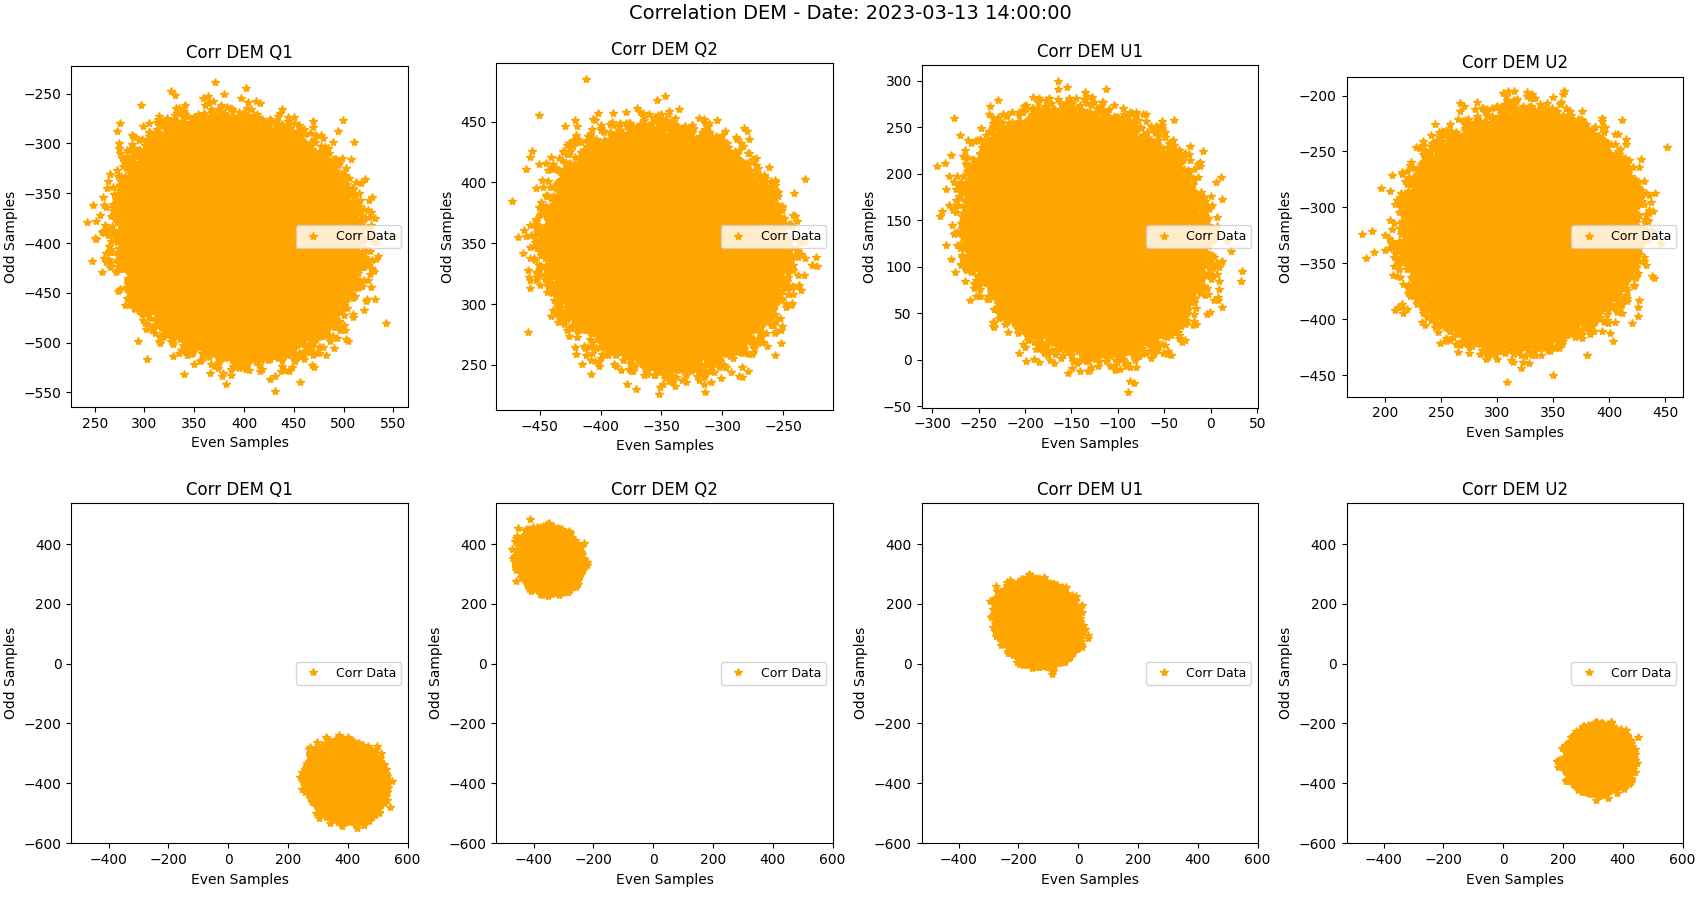 Correlation DEM - Date: 2023-03-13 14:00:00
Corr DEM Q1
Corr DEM Q2
Corr DEM U1
Corr DEM U2
Odd Samples
−250
−300
−350
−400
−450
−500
−550
Corr Data
250 300 350 400 450 500 550
Even Samples
Odd Samples
450
400
350
300
250
Corr Data
−450 −400 −350 −300 −250
Even Samples
Odd Samples
300
250
200
150
100
50
0
−50
Corr Data
−300 −250 −200 −150 −100 −50 0 50
Even Samples
Odd Samples
−200
−250
−300
−350
−400
−450
Corr Data
200 250 300 350 400 450
Even Samples
Corr DEM Q1
Corr DEM Q2
Corr DEM U1
Corr DEM U2
Odd Samples
400
200
0
−200
−400
−600
Corr Data
−400 −200 0 200 400 600
Even Samples
Odd Samples
400
200
0
−200
−400
−600
Corr Data
−400 −200 0 200 400 600
Even Samples
Odd Samples
400
200
0
−200
−400
−600
Corr Data
−400 −200 0 200 400 600
Even Samples
Odd Samples
400
200
0
−200
−400
−600
Corr Data
−400 −200 0 200 400 600
Even Samples